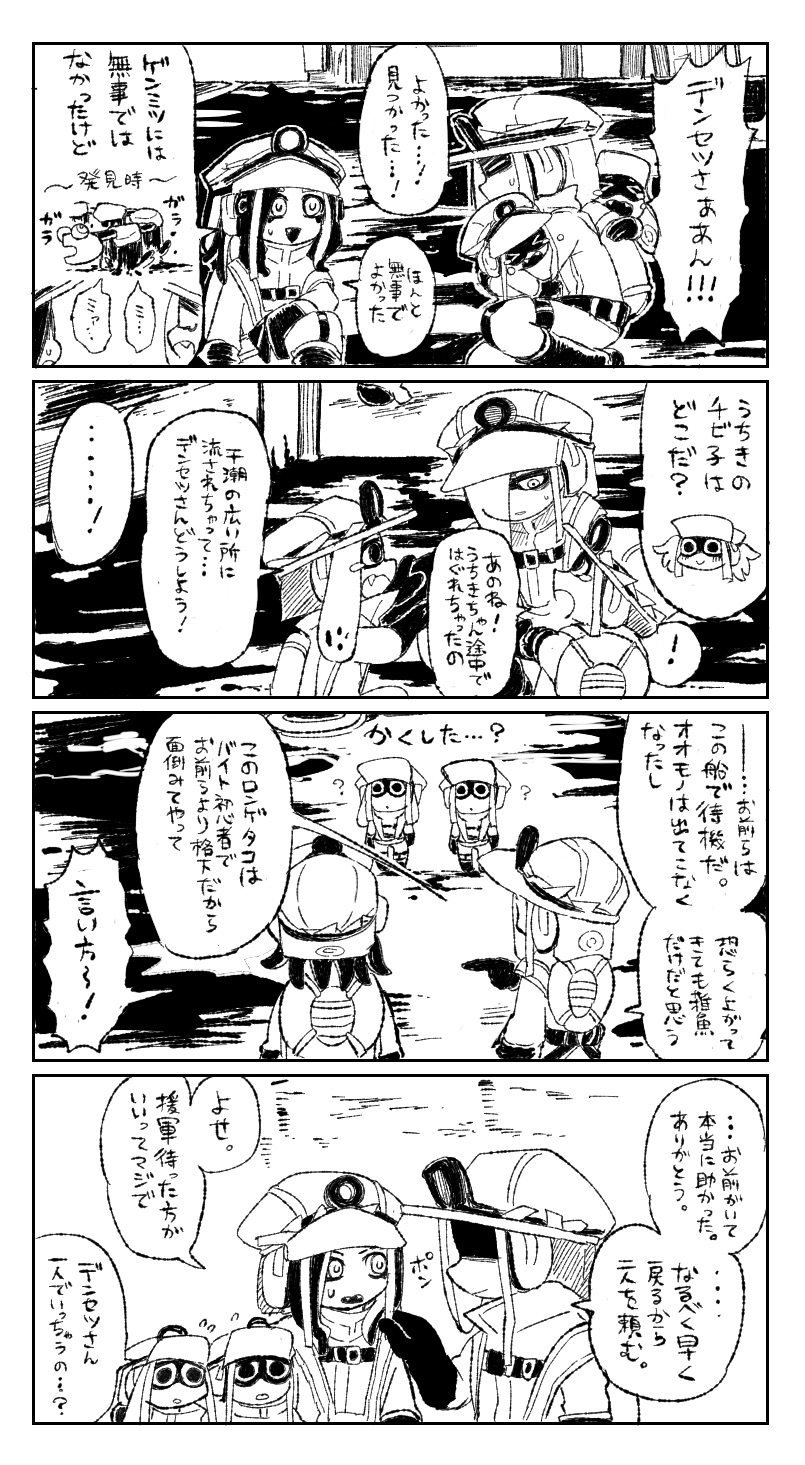 デンセツさぁあん!!!
よかった…!
見つかった…!
ほんと
無事で
よかった
ゲンミツには
無事では
なかったけど
～発見時～
ガラ!
ガラ
ミ…
ミァ…
うちきの
チビ子は
どこだ?
!
あのね!
うちきちゃん途中で
はぐれちゃったの
干潮の広い所に
流されちゃって…
デンセツさんどうしよう!
……!
―…お前らは
この船で待機だ。
オオモノは出てこなく
なったし
恐らく上がって
きても雑魚
だけだと思う
かくした…?
?
?
このロンゲタコは
バイト初心者で
お前らより格下だから
面倒みてやって
言い方～!
…お前がいて
本当に助かった。
ありがとう。
…
なるべく早く
戻るから
二人を頼む。
ポン
よせ。
援軍待った方が
いいってマジで
デンセツさん
一人でいっちゃうの…?